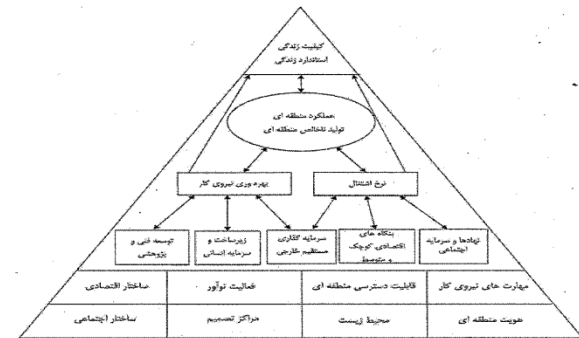 کیفیت زندگی
استاندارد زندگی
عملکرد منطقه ای
تولید ناخالص منطقه ای
نرخ اشتغال
بهره وری نیروی کار
نهادها و سرمایه
اجتماعی
بنگاه های
اقتصادی کوچک
و متوسط
سرمایه گذاری
مستقیم خارجی
زیرساخت و
سرمایه انسانی
توسعه فنی و
پژوهشی
مهارت های نیروی کار
قابلیت دسترسی منطقه ای
فعالیت نوآور
ساختار اقتصادی
هویت منطقه ای
محیط زیست
مراکز تصمیم
ساختار اجتماعی